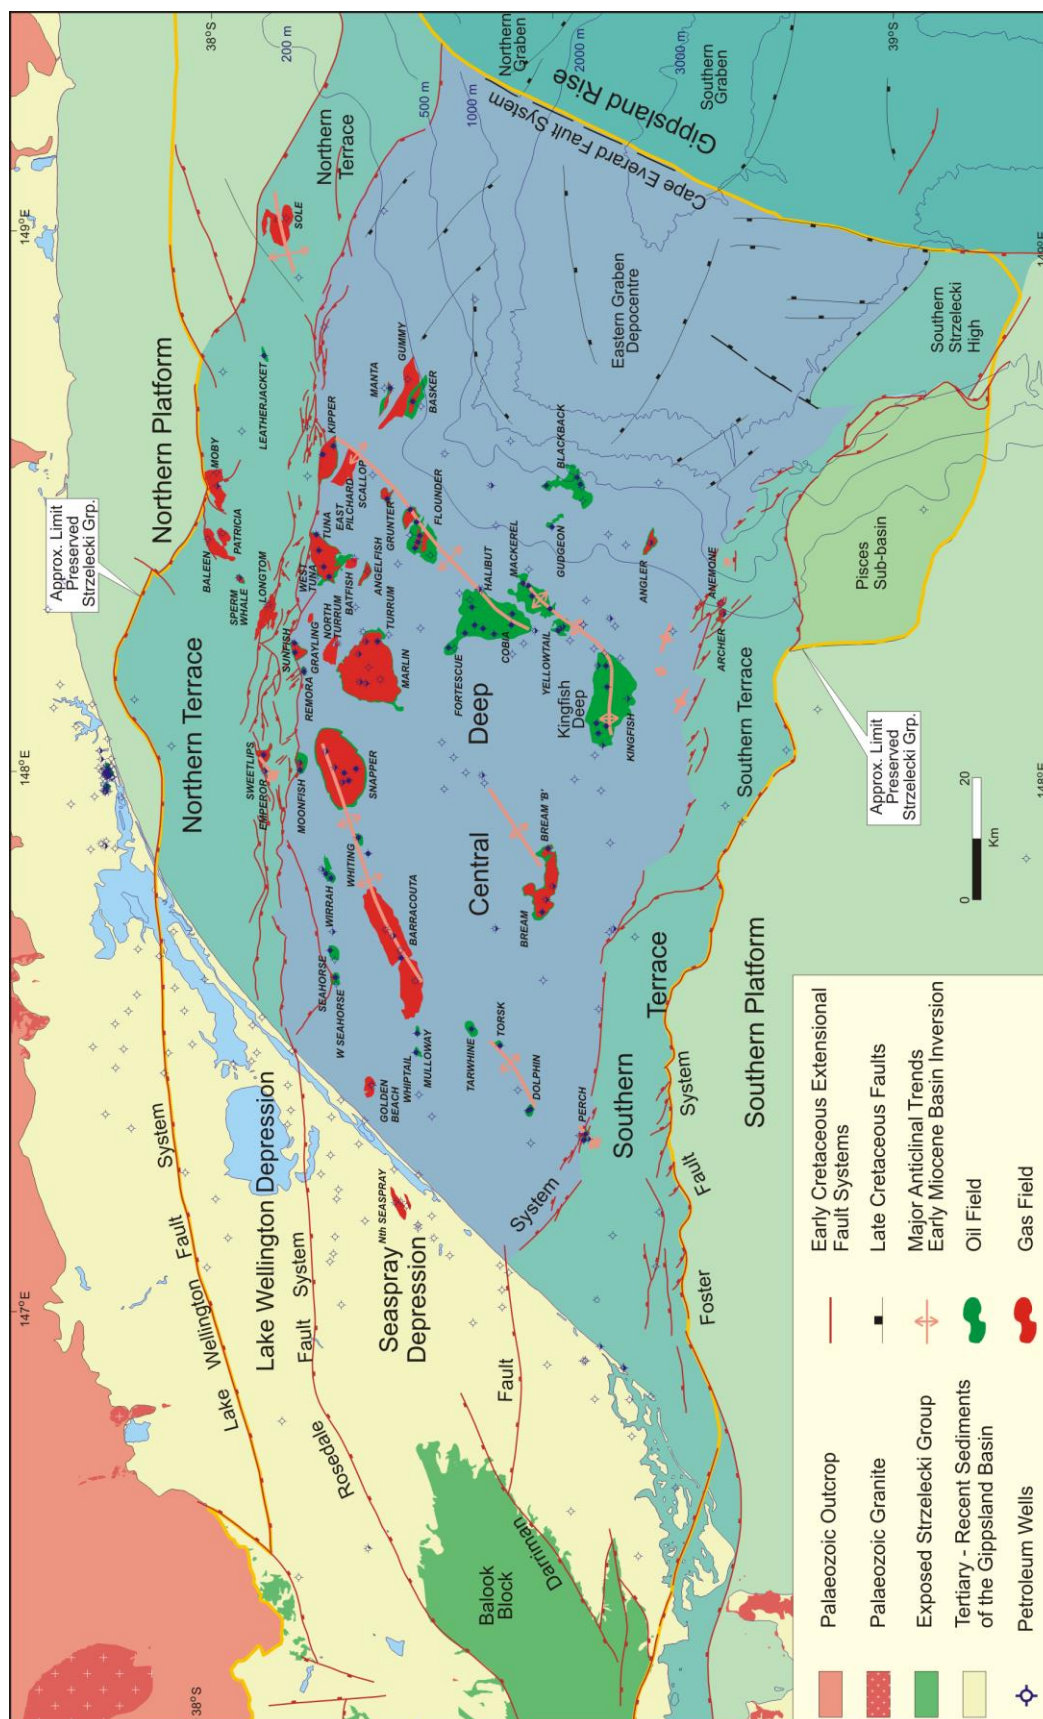 38°S
147°E
148°E
149°E
38°S
39°S
148°E
200 m
500 m
1000 m
2000 m
3000 m
Approx. Limit
Preserved
Strzelecki Grp.
Northern Platform
Northern Terrace
Northern
Terrace
Northern
Graben
Southern
Graben
Gippsland Rise
Cape Everard Fault System
Lake Wellington Fault System
Lake Wellington Depression
Rosedale Fault System
Seaspray
Depression
Balook
Block
Darriman Fault System
Foster Fault System
Central Deep
Kingfish
Deep
Eastern Graben
Depocentre
Southern
Strzelecki
High
Pisces
Sub-basin
Southern Terrace
Southern Terrace
Southern Platform
Approx. Limit
Preserved
Strzelecki Grp.
SOLE
LEATHERJACKET
MOBY
PATRICIA
BALEEN
SPERM
WHALE
LONGTOM
SWEETLIPS
EMPEROR
MOONFISH
SUNFISH
REMORA
GRAYLING
NORTH
TURRUM
WEST
TUNA
TUNA
BATFISH
ANGELFISH
TURRUM
MARLIN
EAST
PILCHARD
SCALLOP
KIPPER
GRUNTER
FLOUNDER
MANTA
GUMMY
BASKER
BLACKBACK
GUDGEON
MACKEREL
HALIBUT
COBIA
FORTESCUE
YELLOWTAIL
KINGFISH
ANGLER
ANEMONE
ARCHER
SNAPPER
WHITING
WIRRAH
BARRACOUTA
SEAHORSE
W SEAHORSE
MULLOWAY
WHIPTAIL
GOLDEN
BEACH
Nth SEASPRAY
TARWHINE
TORSK
DOLPHIN
PERCH
BREAM
BREAM 'B'
0
20
Km
Palaeozoic Outcrop
Palaeozoic Granite
Exposed Strzelecki Group
Tertiary - Recent Sediments
of the Gippsland Basin
Petroleum Wells
Early Cretaceous Extensional
Fault Systems
Late Cretaceous Faults
Major Anticlinal Trends
Early Miocene Basin Inversion
Oil Field
Gas Field